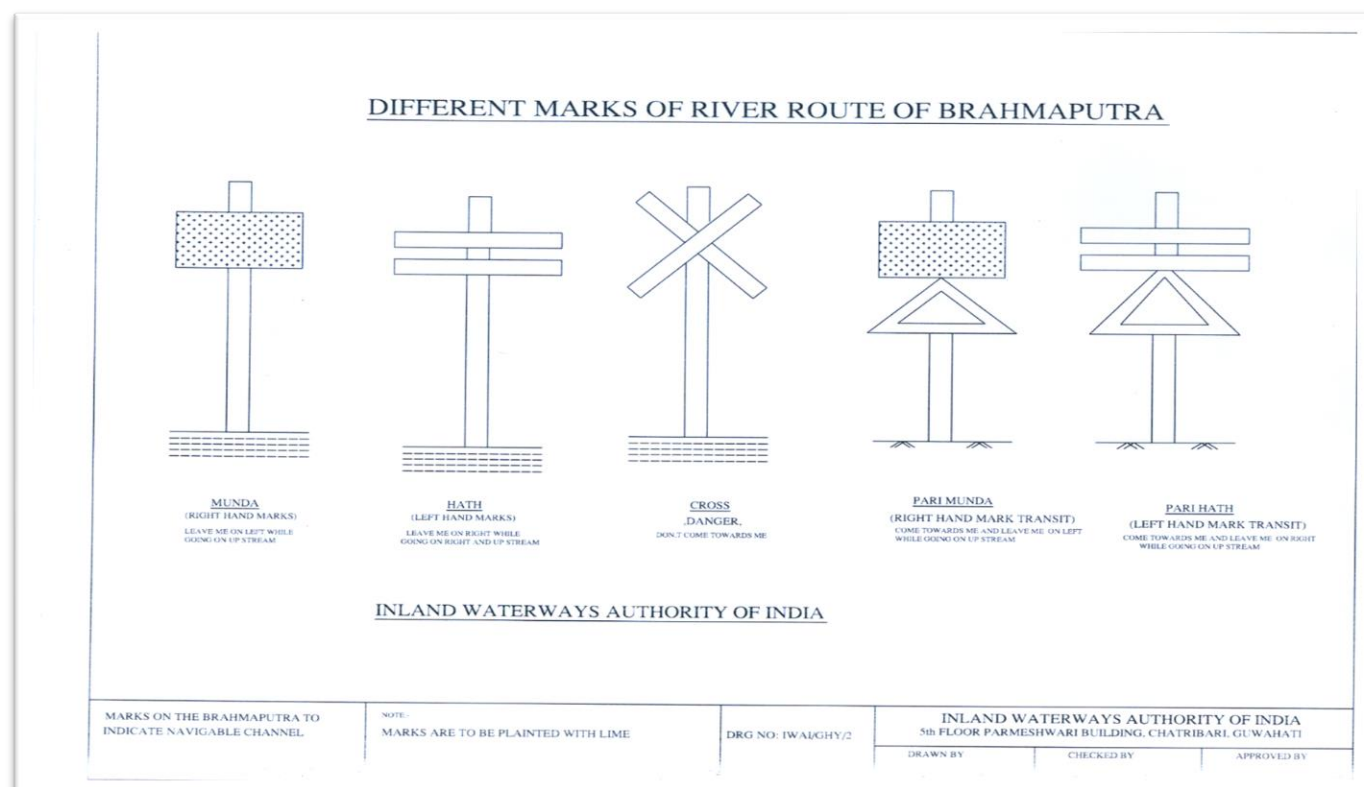 DIFFERENT MARKS OF RIVER ROUTE OF BRAHMAPUTRA
MUNDA
(RIGHT HAND MARKS)
LEAVE ME ON LEFT WHILE
GOING ON UP STREAM
HATH
(LEFT HAND MARKS)
LEAVE ME ON RIGHT WHILE
GOING ON RIGHT AND UP STREAM
CROSS
,DANGER,
DON,T COME TOWARDS ME
PARI MUNDA
(RIGHT HAND MARK TRANSIT)
COME TOWARDS ME AND LEAVE ME ON LEFT
WHILE GOING ON UP STREAM
PARI HATH
(LEFT HAND MARK TRANSIT)
COME TOWARDS ME AND LEAVE ME ON RIGHT
WHILE GOING ON UP STREAM
INLAND WATERWAYS AUTHORITY OF INDIA
MARKS ON THE BRAHMAPUTRA TO
INDICATE NAVIGABLE CHANNEL
NOTE:-
MARKS ARE TO BE PLAINTED WITH LIME
DRG NO: IWAI/GHY/2
INLAND WATERWAYS AUTHORITY OF INDIA
5th FLOOR PARMESHWARI BUILDING, CHATRIBARI, GUWAHATI
DRAWN BY
CHECKED BY
APPROVED BY